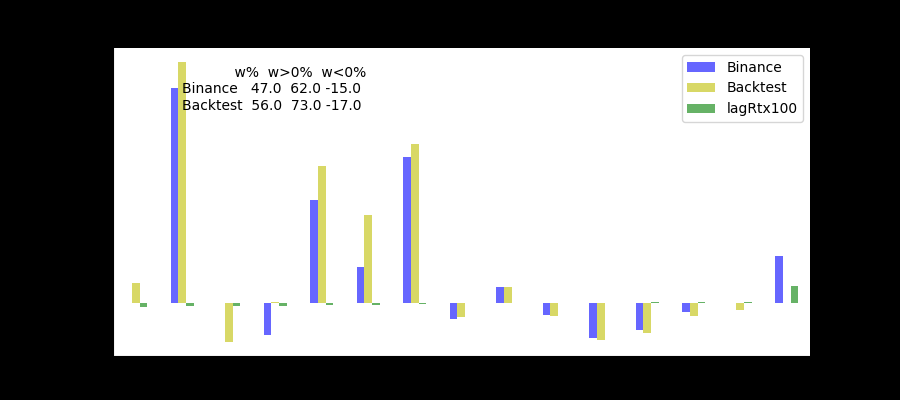 w% w>0% w<0%
Binance 47.0 62.0 -15.0
Backtest 56.0 73.0 -17.0
Binance
Backtest
lagRtx100